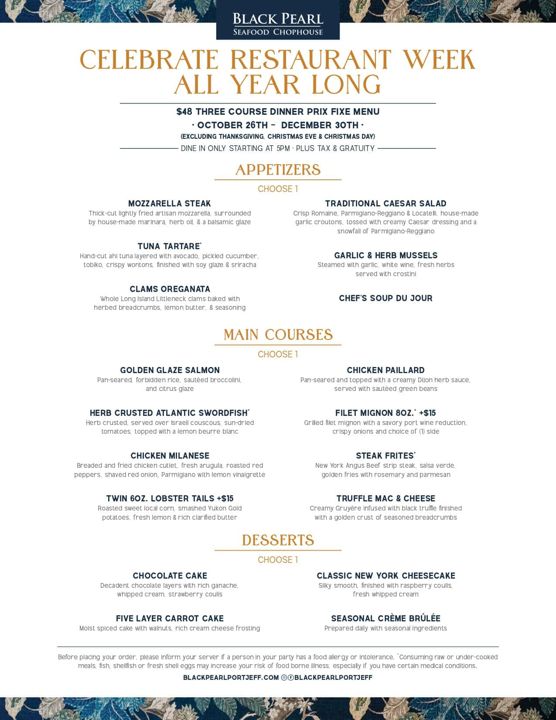 BLACK PEARL
SEAFOOD CHOPHOUSE
CELEBRATE RESTAURANT WEEK
ALL YEAR LONG
$48 THREE COURSE DINNER PRIX FIXE MENU
· OCTOBER 26TH - DECEMBER 30TH ·
(EXCLUDING THANKSGIVING, CHRISTMAS EVE & CHRISTMAS DAY)
DINE IN ONLY STARTING AT 5PM · PLUS TAX & GRATUITY
APPETIZERS
CHOOSE 1
MOZZARELLA STEAK
Thick-cut lightly fried artisan mozzarella, surrounded
by house-made marinara, herb oil, & a balsamic glaze
TUNA TARTARE*
Hand-cut ahi tuna layered with avocado, pickled cucumber,
tobiko, crispy wontons, finished with soy glaze & sriracha
CLAMS OREGANATA
Whole Long Island Littleneck clams baked with
herbed breadcrumbs, lemon butter, & seasoning
TRADITIONAL CAESAR SALAD
Crisp Romaine, Parmigiano-Reggiano & Locatelli, house-made
garlic croutons, tossed with creamy Caesar dressing and a
snowfall of Parmigiano-Reggiano
GARLIC & HERB MUSSELS
Steamed with garlic, white wine, fresh herbs
served with crostini
CHEF'S SOUP DU JOUR
MAIN COURSES
CHOOSE 1
GOLDEN GLAZE SALMON
Pan-seared, forbidden rice, sautéed broccolini,
and citrus glaze
HERB CRUSTED ATLANTIC SWORDFISH*
Herb crusted, served over Israeli couscous, sun-dried
tomatoes, topped with a lemon beurre blanc
CHICKEN MILANESE
Breaded and fried chicken cutlet, fresh arugula, roasted red
peppers, shaved red onion, Parmigiano with lemon vinaigrette
TWIN 6OZ. LOBSTER TAILS +$15
Roasted sweet local corn, smashed Yukon Gold
potatoes, fresh lemon & rich clarified butter
CHICKEN PAILLARD
Pan-seared and topped with a creamy Dijon herb sauce,
served with sautéed green beans
FILET MIGNON 8OZ.* +$15
Grilled filet mignon with a savory port wine reduction,
crispy onions and choice of (1) side
STEAK FRITES*
New York Angus Beef strip steak, salsa verde,
golden fries with rosemary and parmesan
TRUFFLE MAC & CHEESE
Creamy Gruyère infused with black truffle finished
with a golden crust of seasoned breadcrumbs
DESSERTS
CHOOSE 1
CHOCOLATE CAKE
Decadent chocolate layers with rich ganache,
whipped cream, strawberry coulis
FIVE LAYER CARROT CAKE
Moist spiced cake with walnuts, rich cream cheese frosting
CLASSIC NEW YORK CHEESECAKE
Silky smooth, finished with raspberry coulis,
fresh whipped cream
SEASONAL CRÈME BRÛLÉE
Prepared daily with seasonal ingredients
Before placing your order, please inform your server if a person in your party has a food allergy or intolerance, *Consuming raw or under-cooked
meats, fish, shellfish or fresh shell eggs may increase your risk of food borne illness, especially if you have certain medical conditions.
BLACKPEARLPORTJEFF.COM BLACKPEARLPORTJEFF